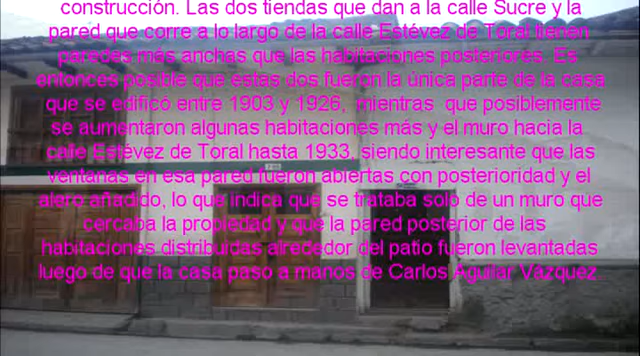 construcción. Las dos tiendas que dan a la calle Sucre y la
pared que corre a lo largo de la calle Estévez de Toral tienen
paredes más anchas que las habitaciones posteriores. Es
entonces posible que estas dos fueron la única parte de la casa
que se edificó entre 1903 y 1926, mientras que posiblemente
se aumentaron algunas habitaciones más y el muro hacia la
calle Estévez de Toral hasta 1933, siendo interesante que las
ventanas en esa pared fueron abiertas con posterioridad y el
alero añadido, lo que indica que se trataba solo de un muro que
cercaba la propiedad y que la pared posterior de las
habitaciones distribuidas alrededor del patio fueron levantadas
luego de que la casa paso a manos de Carlos Aguilar Vázquez